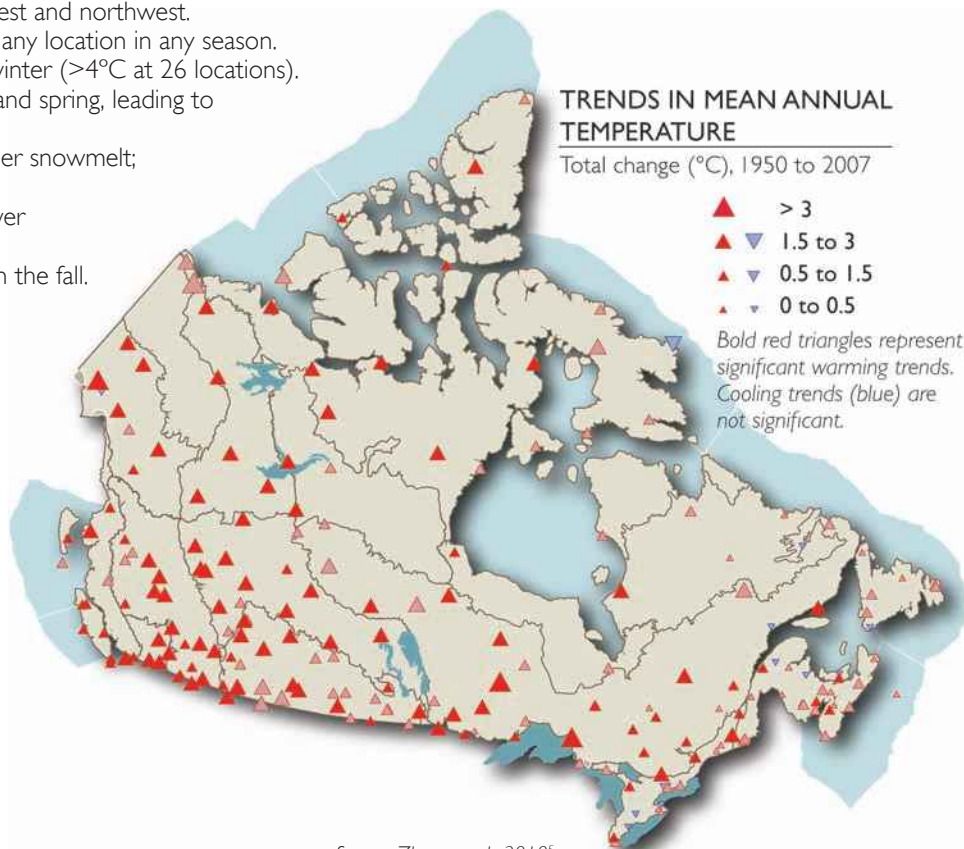 est and northwest.
any location in any season.
winter (>4°C at 26 locations).
and spring, leading to
er snowmelt;
ver
n the fall.
TRENDS IN MEAN ANNUAL
TEMPERATURE
Total change (°C), 1950 to 2007
> 3
1.5 to 3
0.5 to 1.5
0 to 0.5
Bold red triangles represent
significant warming trends.
Cooling trends (blue) are
not significant.